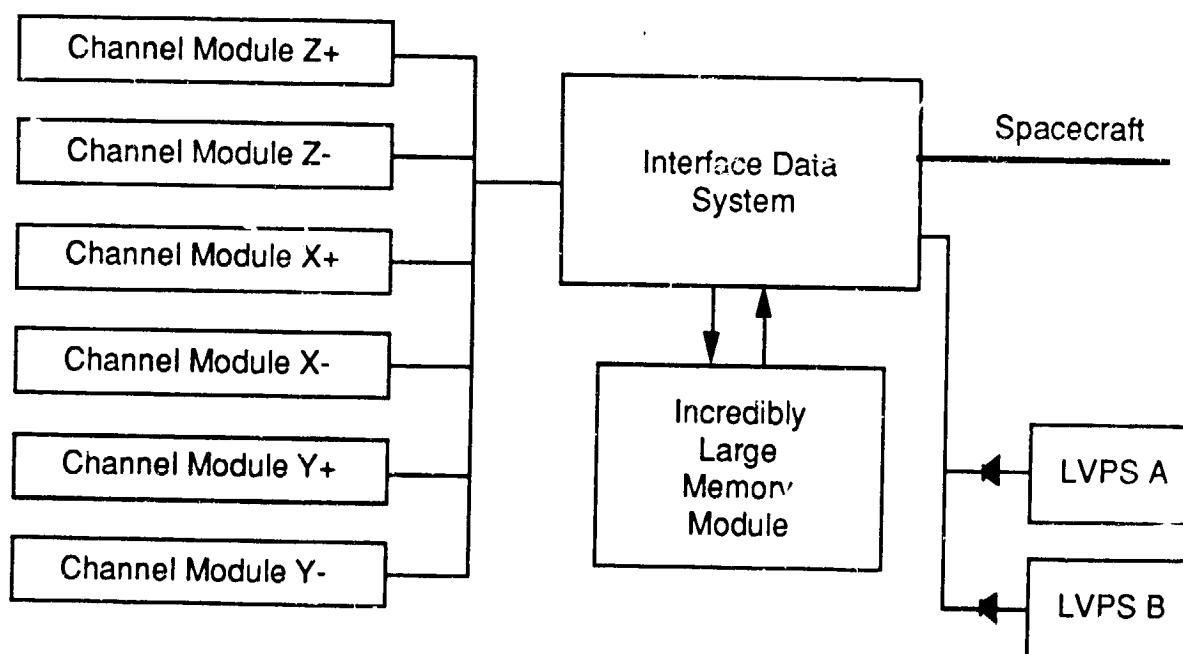 Channel Module Z+
Channel Module Z-
Channel Module X+
Channel Module X-
Channel Module Y+
Channel Module Y-
Interface Data
System
Spacecraft
Incredibly
Large
Memory
Module
LVPS A
LVPS B